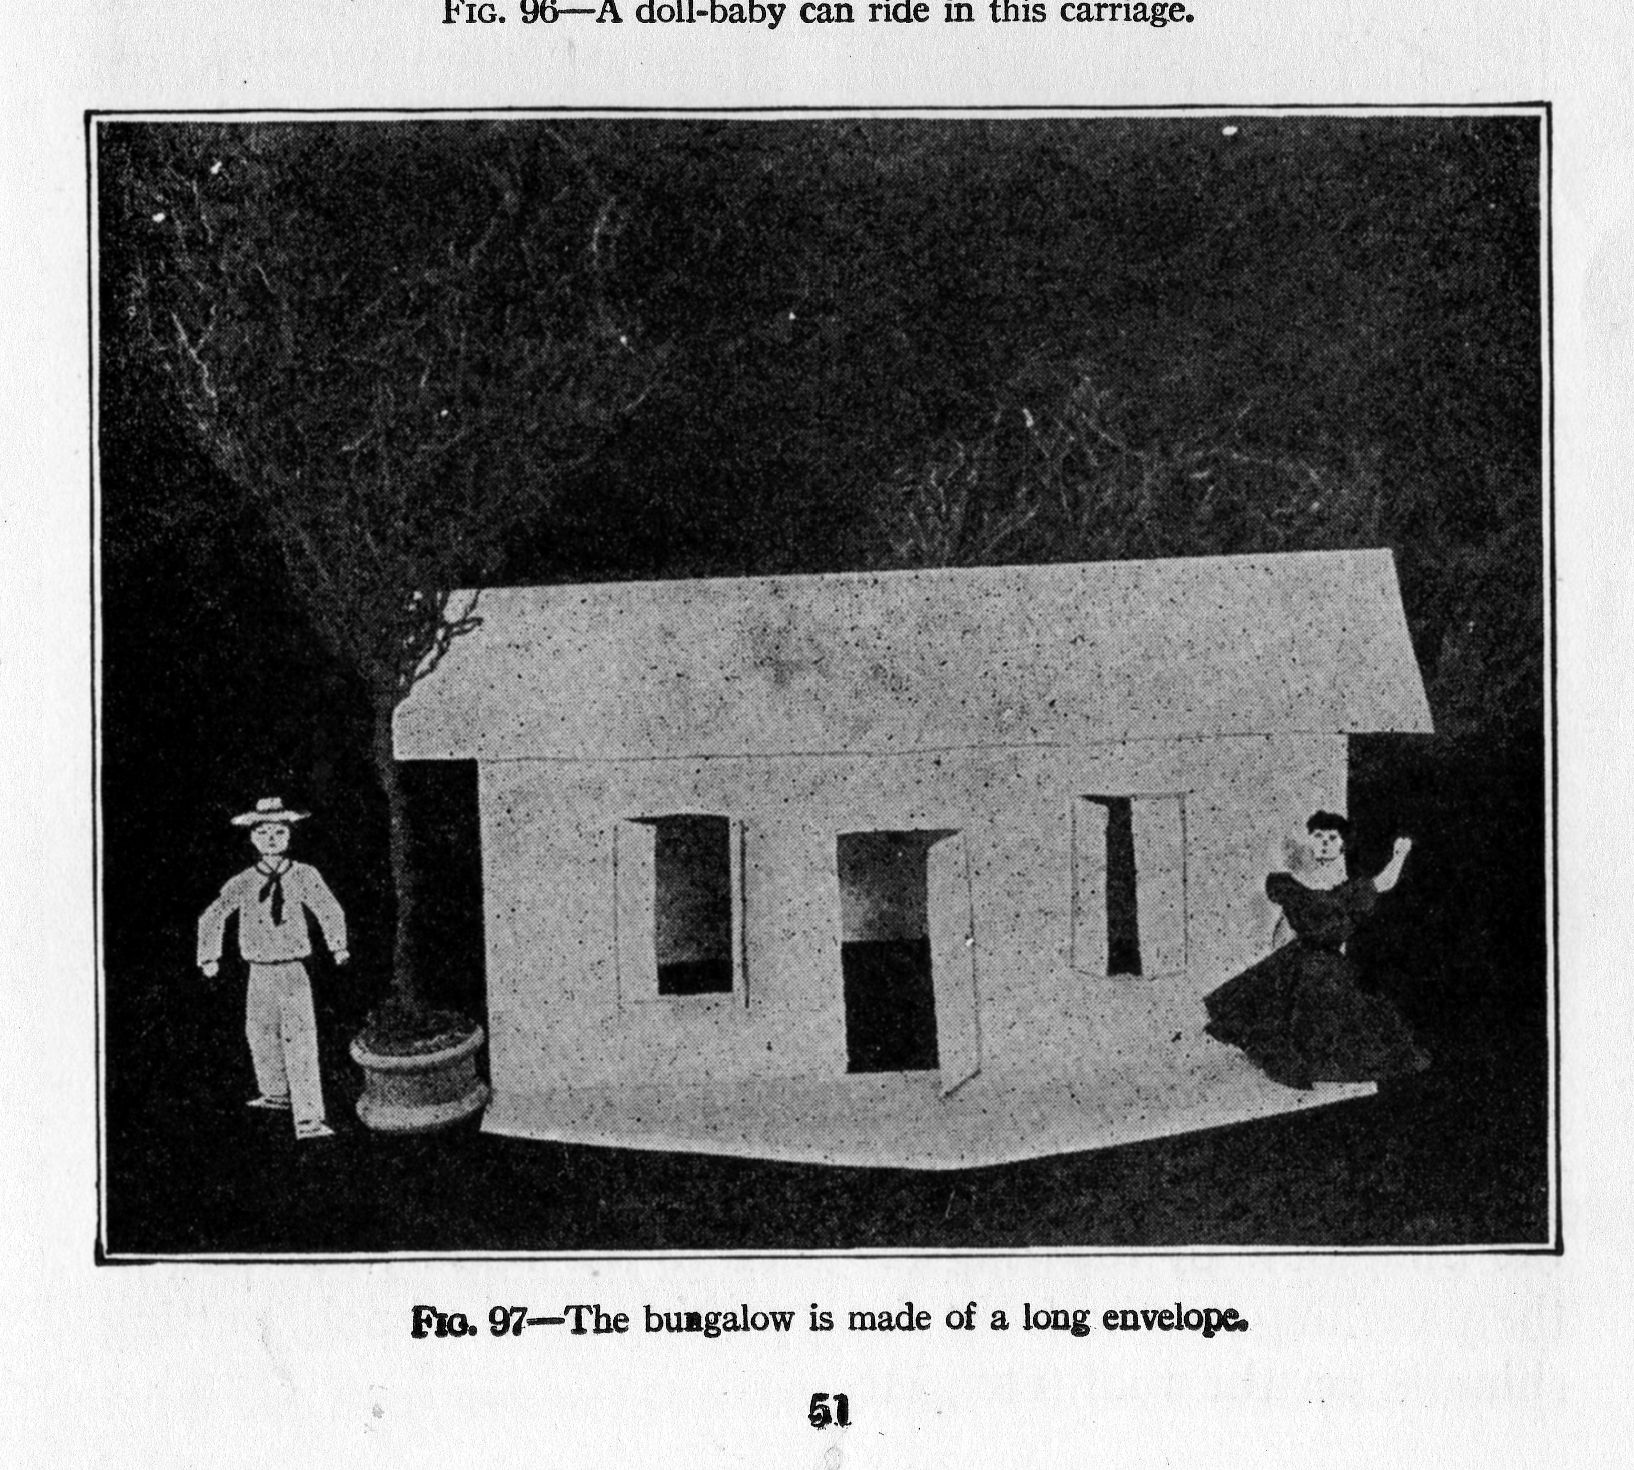 FIG. 96—A doll-baby can ride in this carriage.
FIG. 97—The bungalow is made of a long envelope.
51